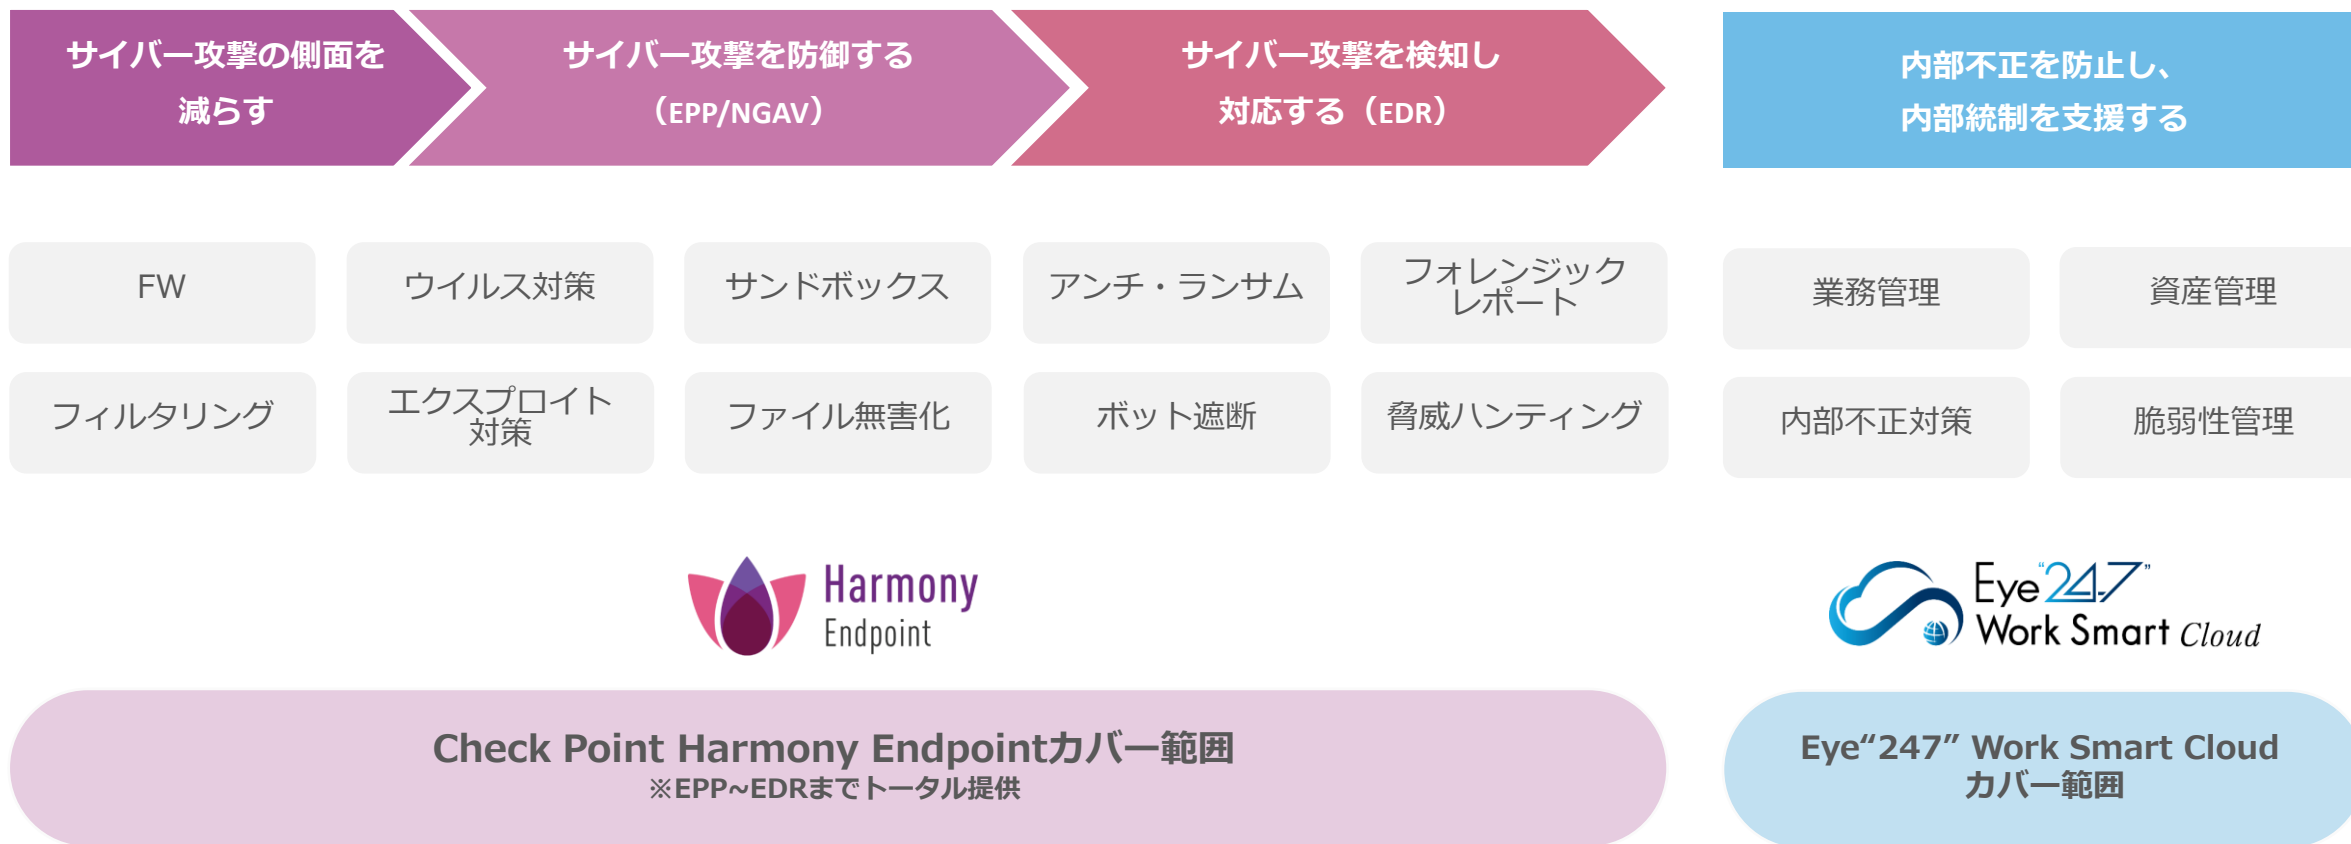 サイバー攻撃の側面を
減らす
サイバー攻撃を防御する
（EPP/NGAV）
サイバー攻撃を検知し
対応する（EDR）
内部不正を防止し、
内部統制を支援する
FW
ウイルス対策
サンドボックス
アンチ・ランサム
フォレンジック
レポート
業務管理
資産管理
フィルタリング
エクスプロイト
対策
ファイル無害化
ボット遮断
脅威ハンティング
内部不正対策
脆弱性管理
Harmony
Endpoint
Eye“247”
Work Smart Cloud
Check Point Harmony Endpointカバー範囲
※EPP~EDRまでトータル提供
Eye“247” Work Smart Cloud
カバー範囲